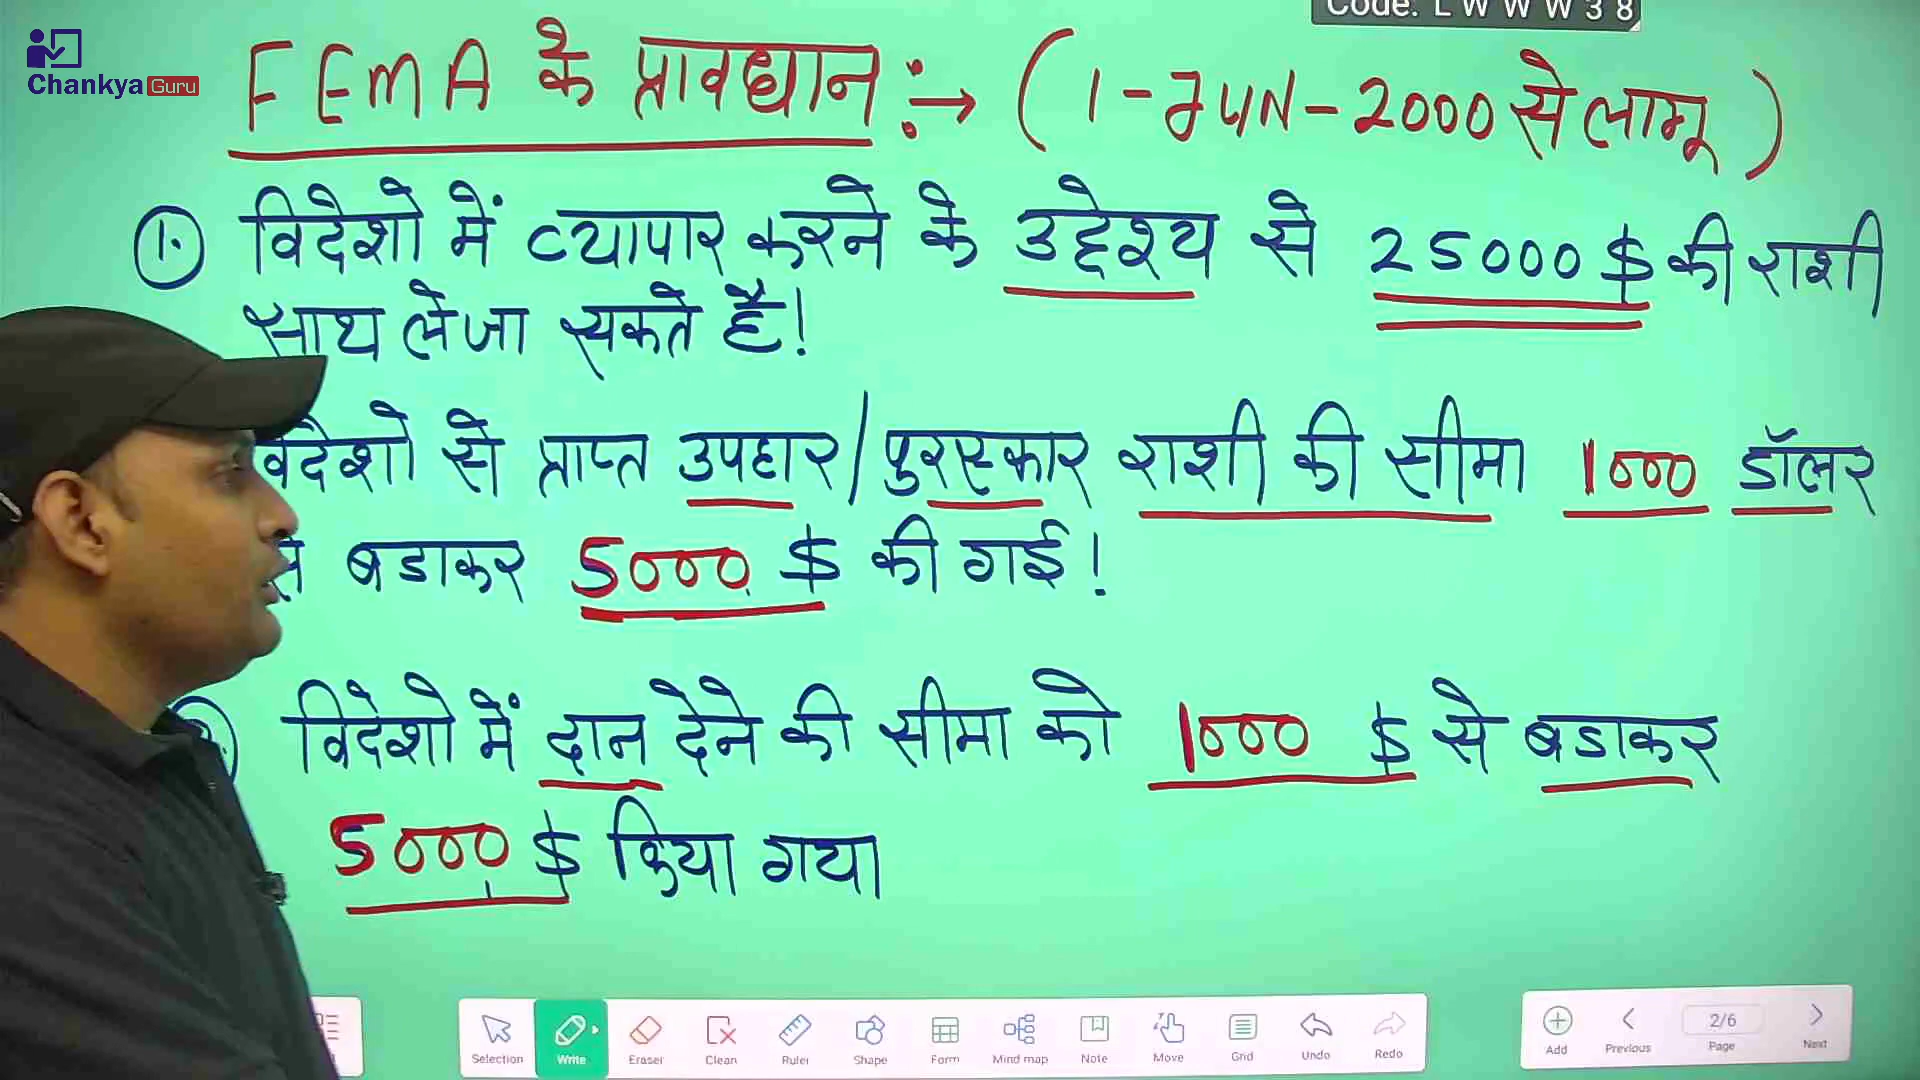 Code: L W W W 3 8
Chankya Guru
FEMA के प्रावधान :→ (1-JUN-2000 से लागू)
1. विदेशो में व्यापार करने के उद्देश्य से 25000 $ की राशी
साथ लेजा सकते है!
विदेशो से प्राप्त उपहार/पुरस्कार राशी की सीमा 1000 डॉलर
से बडाकर 5000 $ की गई!
विदेशो में दान देने की सीमा को 1000 $ से बडाकर
5000 $ किया गया
Selection Write Eraser Clean Ruler Shape Form Mind map Note Move Grid Undo Redo
Add Previous 2/6 Page Next